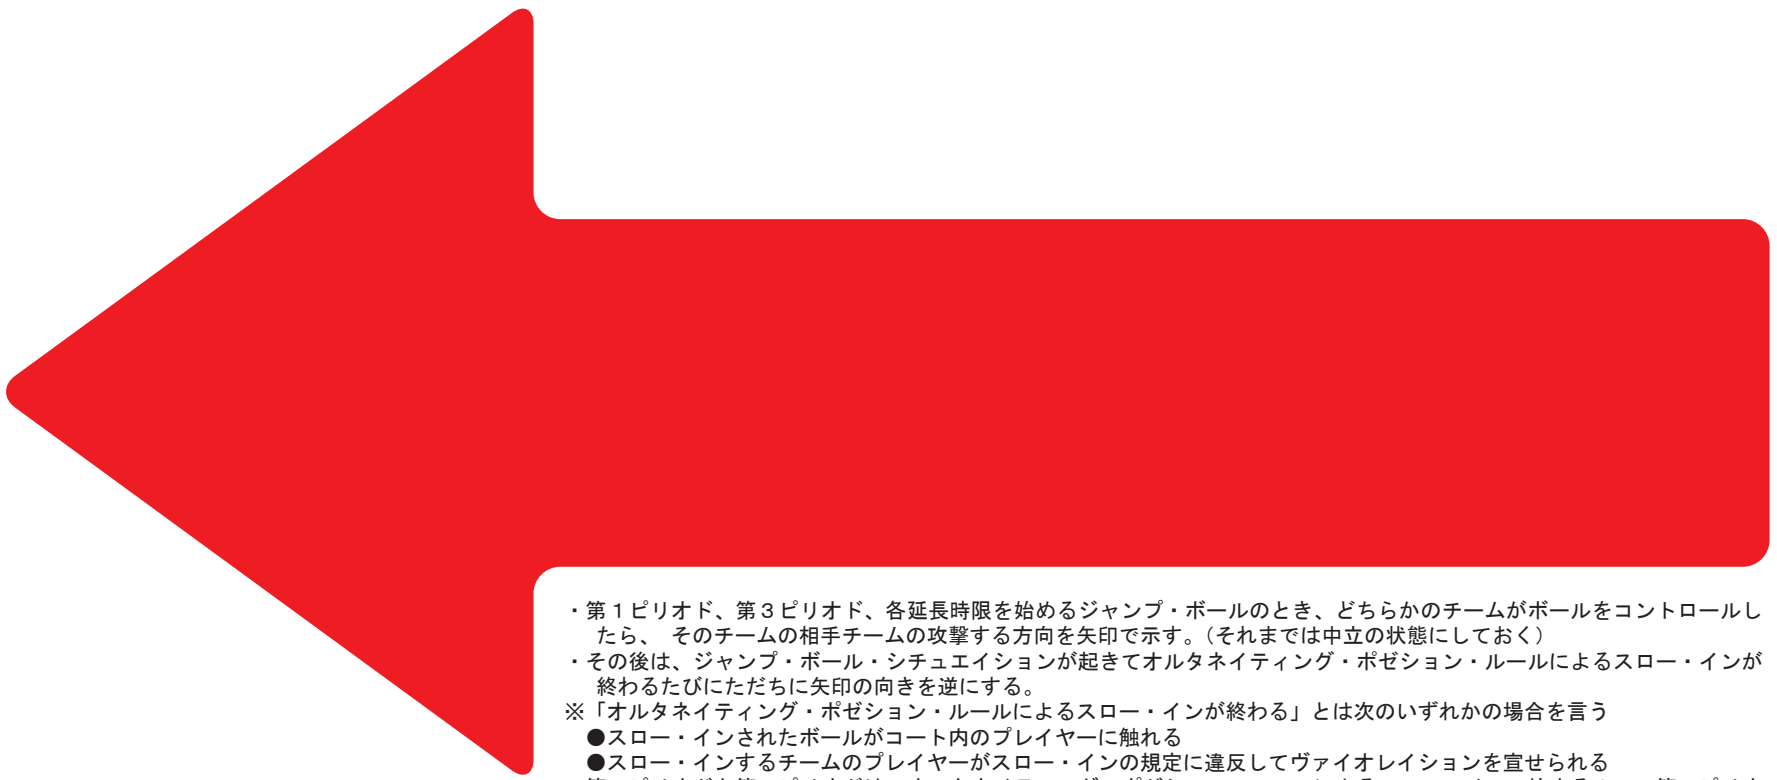 ・第１ピリオド、第３ピリオド、各延長時限を始めるジャンプ・ボールのとき、どちらかのチームがボールをコントロールし
たら、 そのチームの相手チームの攻撃する方向を矢印で示す。（それまでは中立の状態にしておく）
・その後は、ジャンプ・ボール・シチュエイションが起きてオルタネイティング・ポゼション・ルールによるスロー・インが
終わるたびにただちに矢印の向きを逆にする。
※「オルタネイティング・ポゼション・ルールによるスロー・インが終わる」とは次のいずれかの場合を言う
●スロー・インされたボールがコート内のプレイヤーに触れる
●スロー・インするチームのプレイヤーがスロー・インの規定に違反してヴァイオレイションを宣せられる